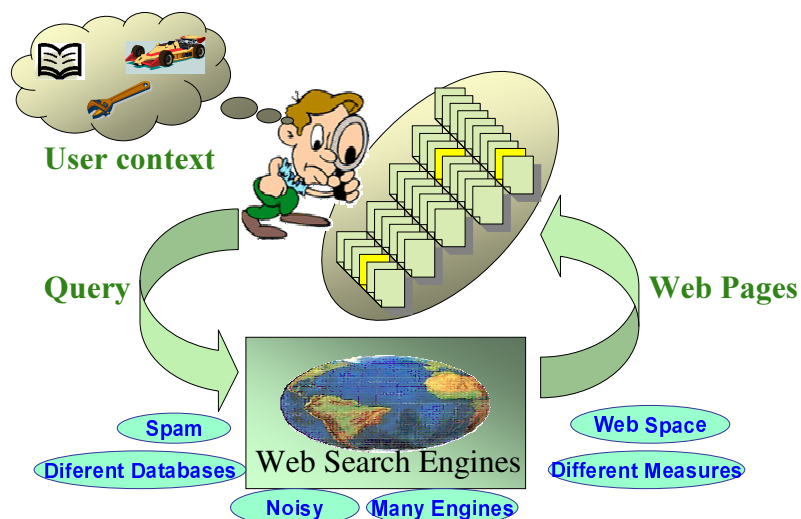 User context
Query
Web Pages
Spam
Web Space
Diferent Databases
Web Search Engines
Different Measures
Noisy
Many Engines